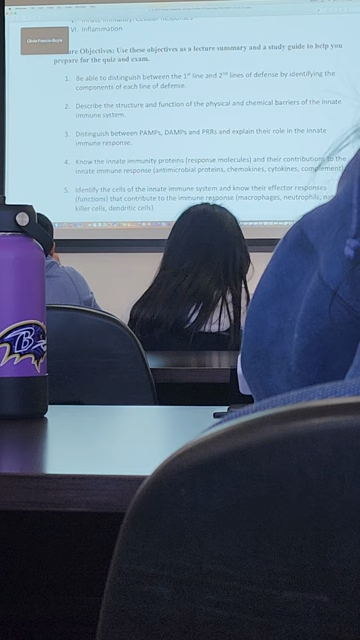 VI. Inflammation
ure Objectives: Use these objectives as a lecture summary and a study guide to help you
prepare for the quiz and exam.
1. Be able to distinguish between the 1st line and 2nd lines of defense by identifying the
components of each line of defense.
2. Describe the structure and function of the physical and chemical barriers of the innate
immune system.
3. Distinguish between PAMPs, DAMPs and PRRs and explain their role in the innate
immune response.
4. Know the innate immunity proteins (response molecules) and their contributions to the
innate immune response (antimicrobial proteins, chemokines, cytokines, complement)
5. Identify the cells of the innate immune system and know their effector responses
(functions) that contribute to the immune response (macrophages, neutrophils,
killer cells, dendritic cells)
B